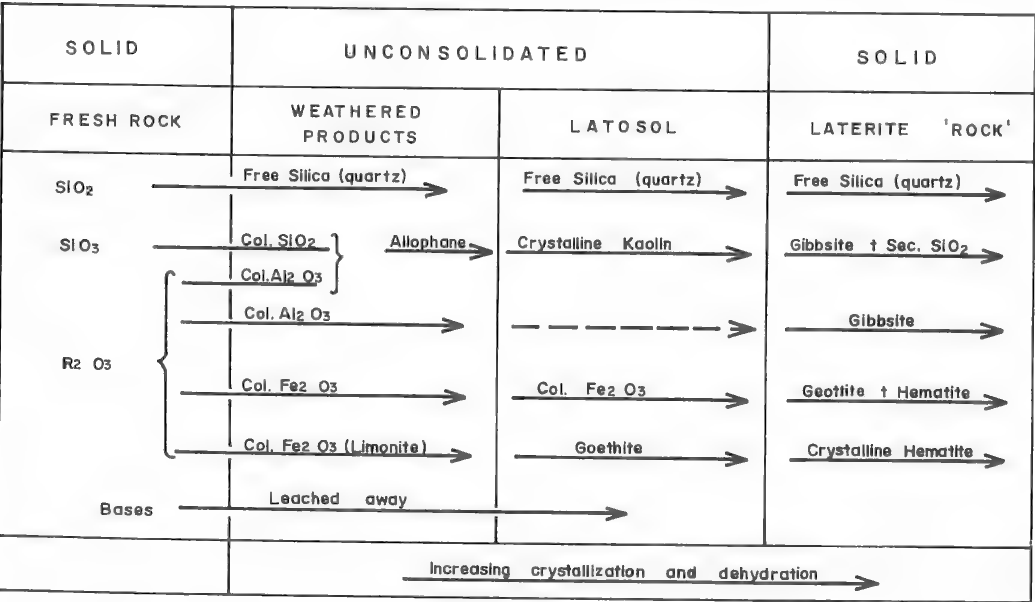 SOLID
UNCONSOLIDATED
SOLID
FRESH ROCK
WEATHERED
PRODUCTS
LATOSOL
LATERITE 'ROCK'
SiO2
Free Silica (quartz)
Free Silica (quartz)
Free Silica (quartz)
SiO3
Col. SiO2
Allophane
Crystalline Kaolin
Gibbsite † Sec. SiO2
Col. Al2 O3
Col. Al2 O3
Gibbsite
R2 O3
Col. Fe2 O3
Col. Fe2 O3
Geottite † Hematite
Col. Fe2 O3 (Limonite)
Goethite
Crystalline Hematite
Bases
Leached away
Increasing crystallization and dehydration